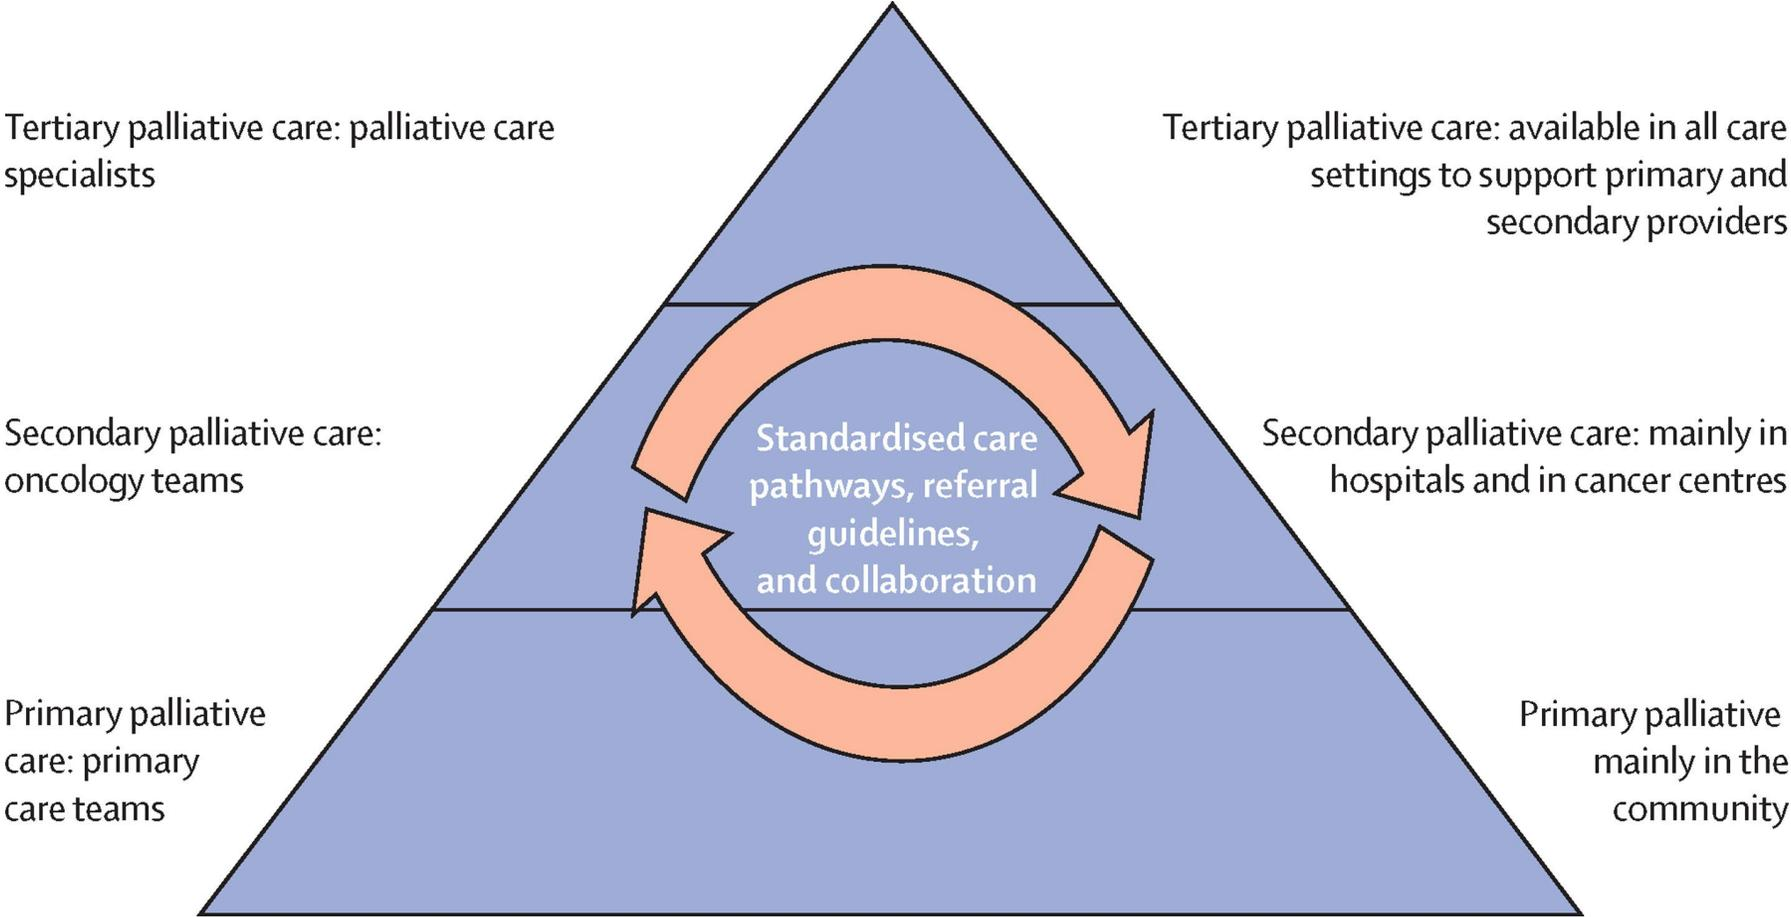 Tertiary palliative care: palliative care
specialists
Tertiary palliative care: available in all care
settings to support primary and
secondary providers
Secondary palliative care:
oncology teams
Standardised care
pathways, referral
guidelines,
and collaboration
Secondary palliative care: mainly in
hospitals and in cancer centres
Primary palliative
care: primary
care teams
Primary palliative
mainly in the
community